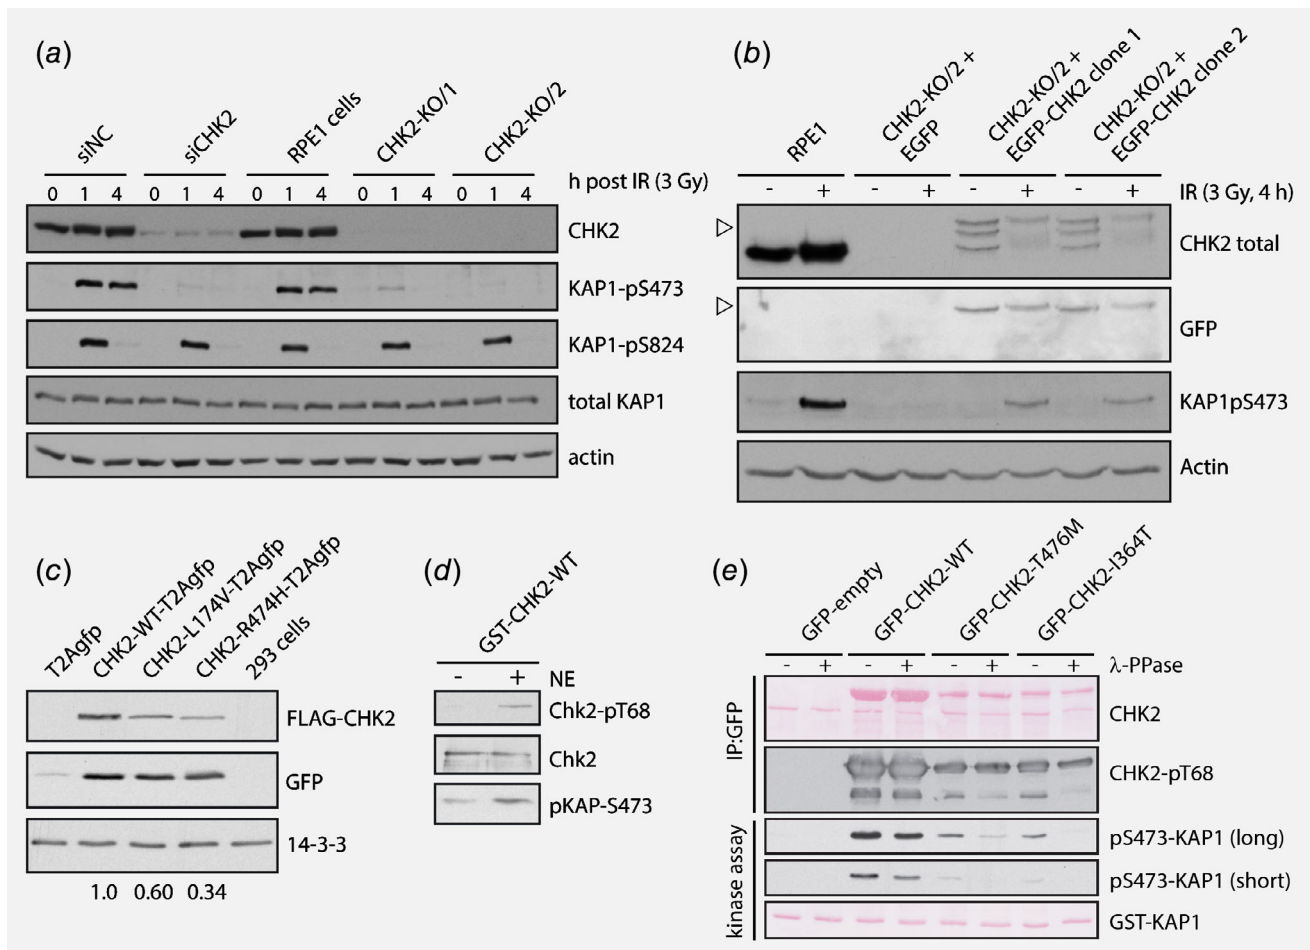 (a)
siNC siCHK2 RPE1 cells CHK2-KO/1 CHK2-KO/2
0 1 4 0 1 4 0 1 4 0 1 4 0 1 4 h post IR (3 Gy)
CHK2
KAP1-pS473
KAP1-pS824
total KAP1
actin
(b)
RPE1
CHK2-KO/2 +
EGFP
CHK2-KO/2 +
EGFP-CHK2 clone 1
CHK2-KO/2 +
EGFP-CHK2 clone 2
- + - + - + - + IR (3 Gy, 4 h)
CHK2 total
GFP
KAP1pS473
Actin
(c)
T2Agfp
CHK2-WT-T2Agfp
CHK2-L174V-T2Agfp
CHK2-R474H-T2Agfp
293 cells
FLAG-CHK2
GFP
14-3-3
1.0 0.60 0.34
(d)
GST-CHK2-WT
- + NE
Chk2-pT68
Chk2
pKAP-S473
(e)
GFP-empty
GFP-CHK2-WT
GFP-CHK2-T476M
GFP-CHK2-I364T
- + - + - + - + λ-PPase
IP:GFP
CHK2
CHK2-pT68
kinase assay
pS473-KAP1 (long)
pS473-KAP1 (short)
GST-KAP1